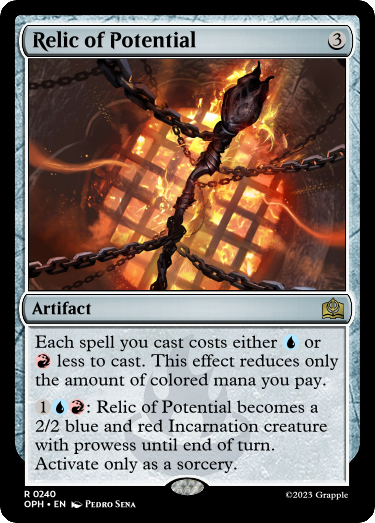 Relic of Potential 3
Artifact
Each spell you cast costs either or
less to cast. This effect reduces only
the amount of colored mana you pay.
1 : Relic of Potential becomes a
2/2 blue and red Incarnation creature
with prowess until end of turn.
Activate only as a sorcery.
R 0240
OPH • EN Pedro Sena
©2023 Grapple